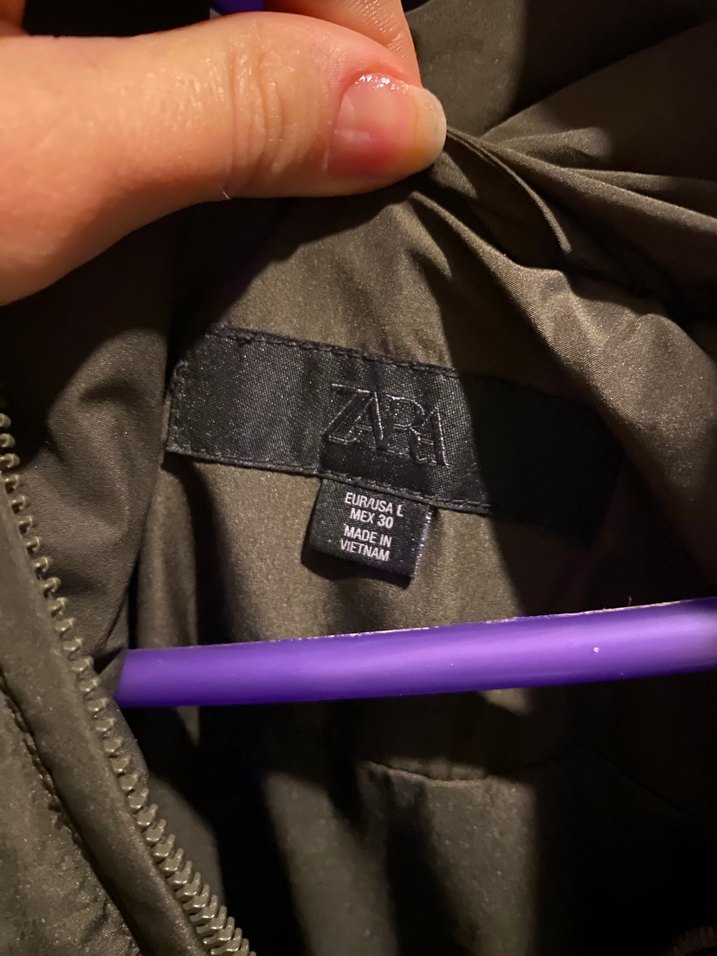 ZARA
EUR/USA L
MEX 30
MADE IN
VIETNAM